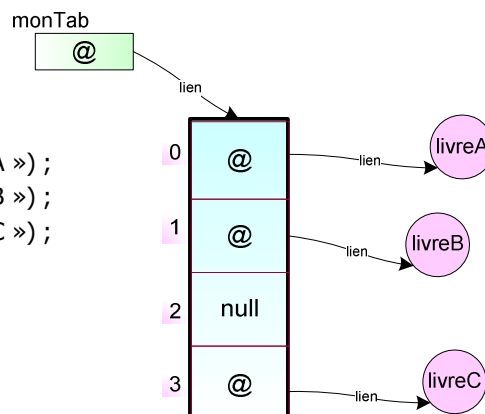 monTab
@
lien
A ») ;
B ») ;
C ») ;
0
@
lien
livreA
1
@
lien
livreB
2
null
3
@
lien
livreC